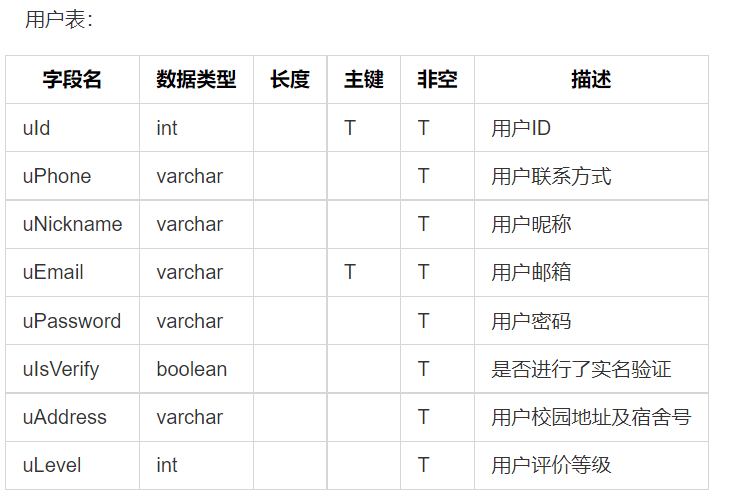 用户表:
字段名 数据类型 长度 主键 非空 描述
uId int T T 用户ID
uPhone varchar T 用户联系方式
uNickname varchar T 用户昵称
uEmail varchar T T 用户邮箱
uPassword varchar T 用户密码
uIsVerify boolean T 是否进行了实名验证
uAddress varchar T 用户校园地址及宿舍号
uLevel int T 用户评价等级